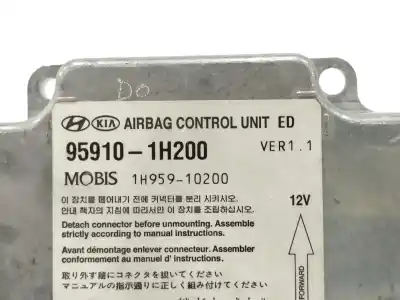 DO
HYUNDAI KIA AIRBAG CONTROL UNIT ED
95910-1H200 VER1.1
MOBIS 1H959-10200
이 장치를 떼어내기 전에 커넥터를 분리 시키시오.
안내 책자의 지침에 따라서만 이 장치를 조립하십시오. 12V
Detach connector before unmounting. Assemble
strictly according to manual instructions.
Avant démontage enlever connecteur. Assembler
conformement au manuel d' instructions.
取り外す随にコネクタを抜いてください
マニュアルの指示通りに正しく組み付けてください
FORWARD